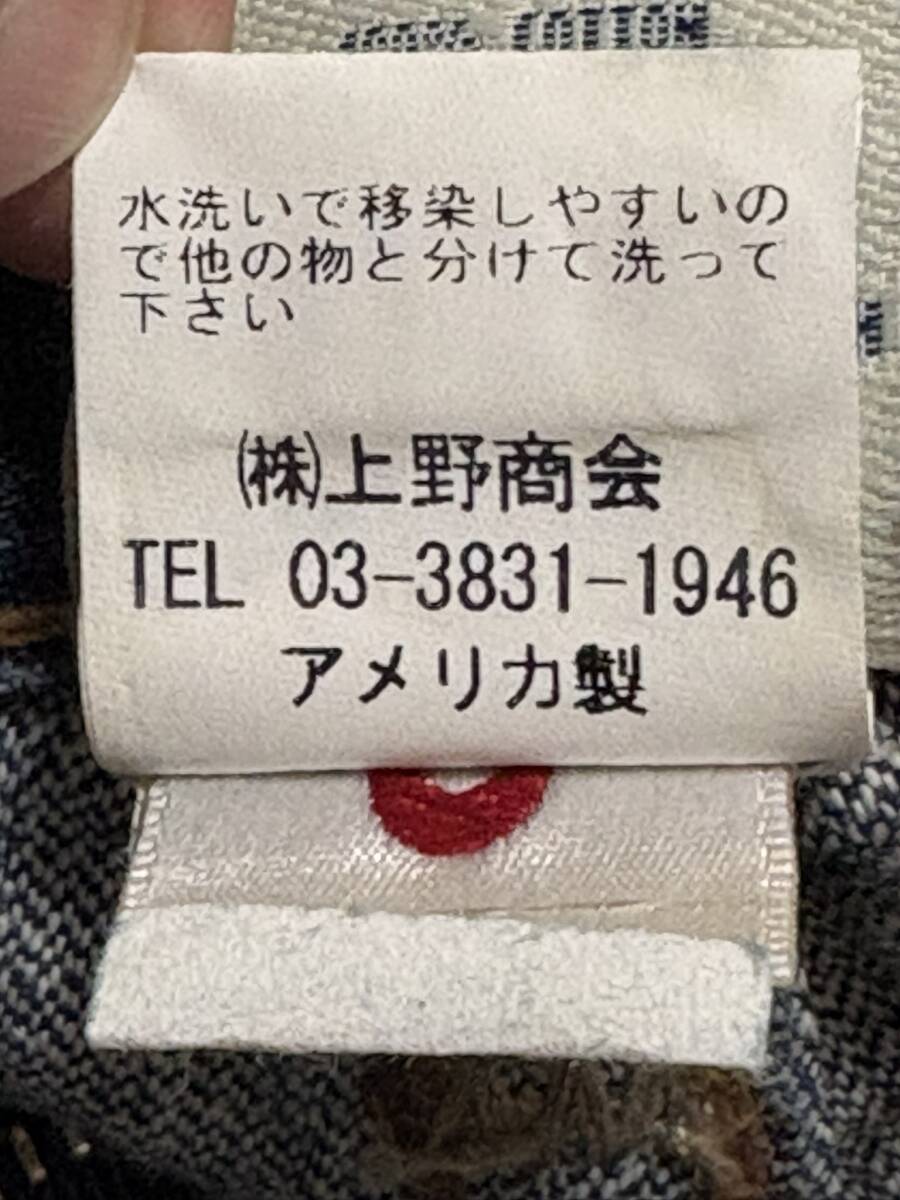 100% COTTON
水洗いで移染しやすいの
で他の物と分けて洗って
下さい
㈱上野商会
TEL 03-3831-1946
アメリカ製